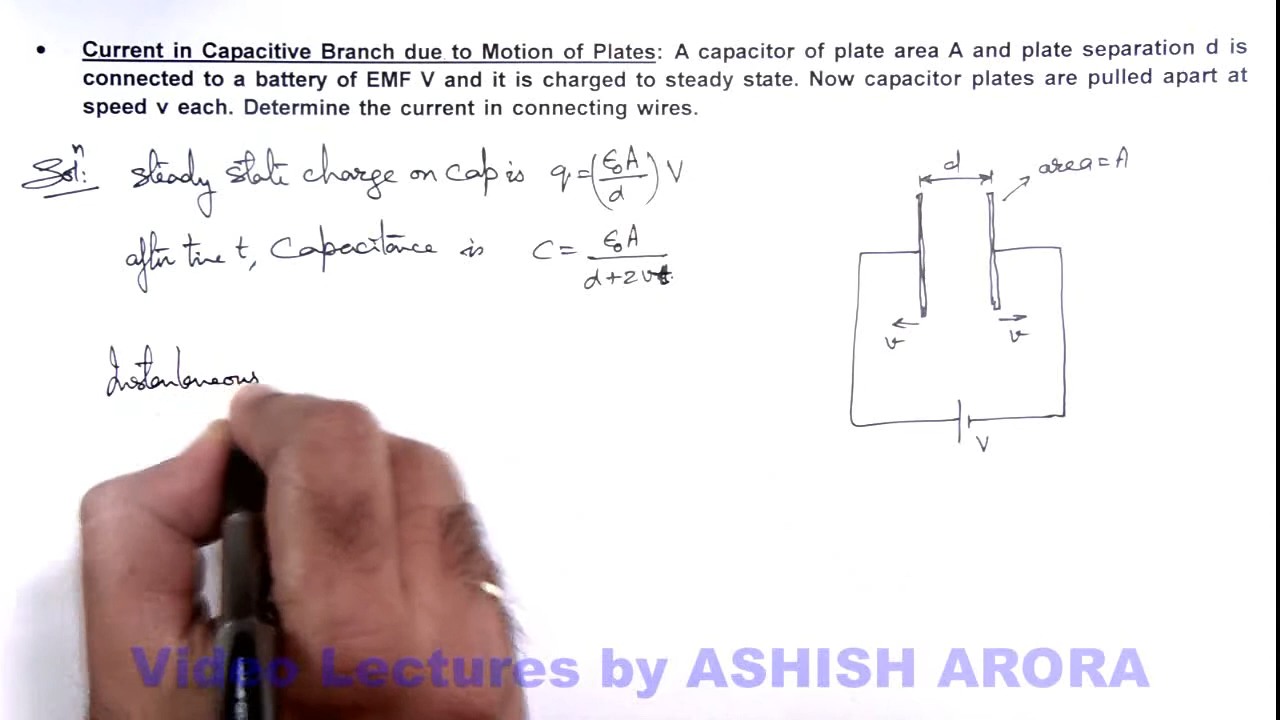 • Current in Capacitive Branch due to Motion of Plates: A capacitor of plate area A and plate separation d is
connected to a battery of EMF V and it is charged to steady state. Now capacitor plates are pulled apart at
speed v each. Determine the current in connecting wires.
Solⁿ: steady state charge on cap is q = (ε₀A/d) V
after time t, Capacitance is C = ε₀A/(d+2vt)
Instantaneous
d
area = A
v
v
V
Video Lectures by ASHISH ARORA